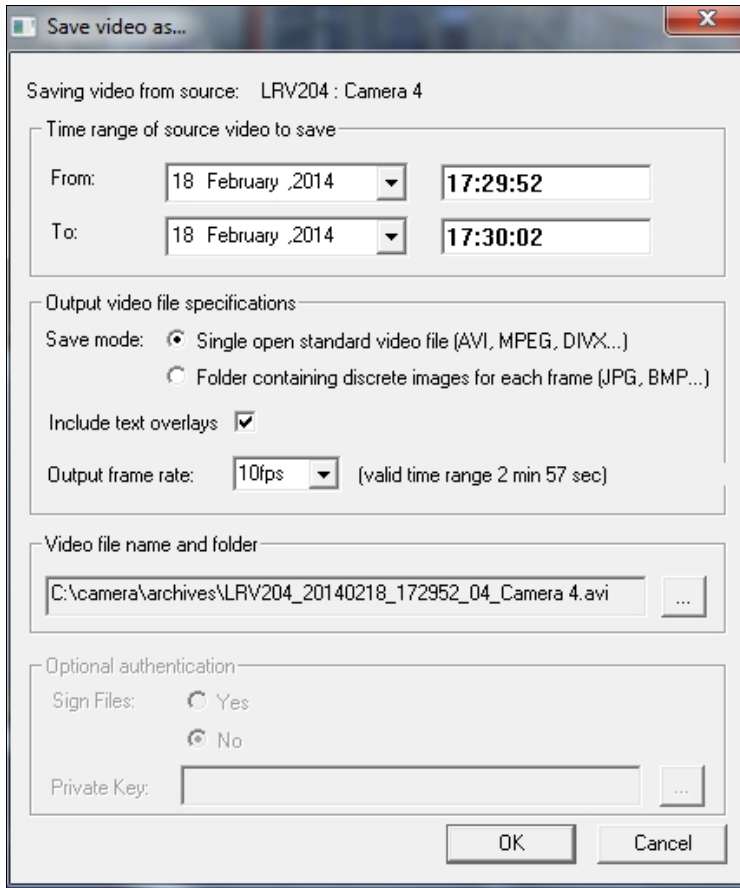 Save video as...
x
Saving video from source: LRV204 : Camera 4
Time range of source video to save
From: 18 February ,2014 17:29:52
To: 18 February ,2014 17:30:02
Output video file specifications
Save mode: Single open standard video file (AVI, MPEG, DIVX...)
Folder containing discrete images for each frame (JPG, BMP...)
Include text overlays
Output frame rate: 10fps (valid time range 2 min 57 sec)
Video file name and folder
C:\camera\archives\LRV204_20140218_172952_04_Camera 4.avi ...
Optional authentication
Sign Files: Yes
No
Private Key: ...
OK Cancel